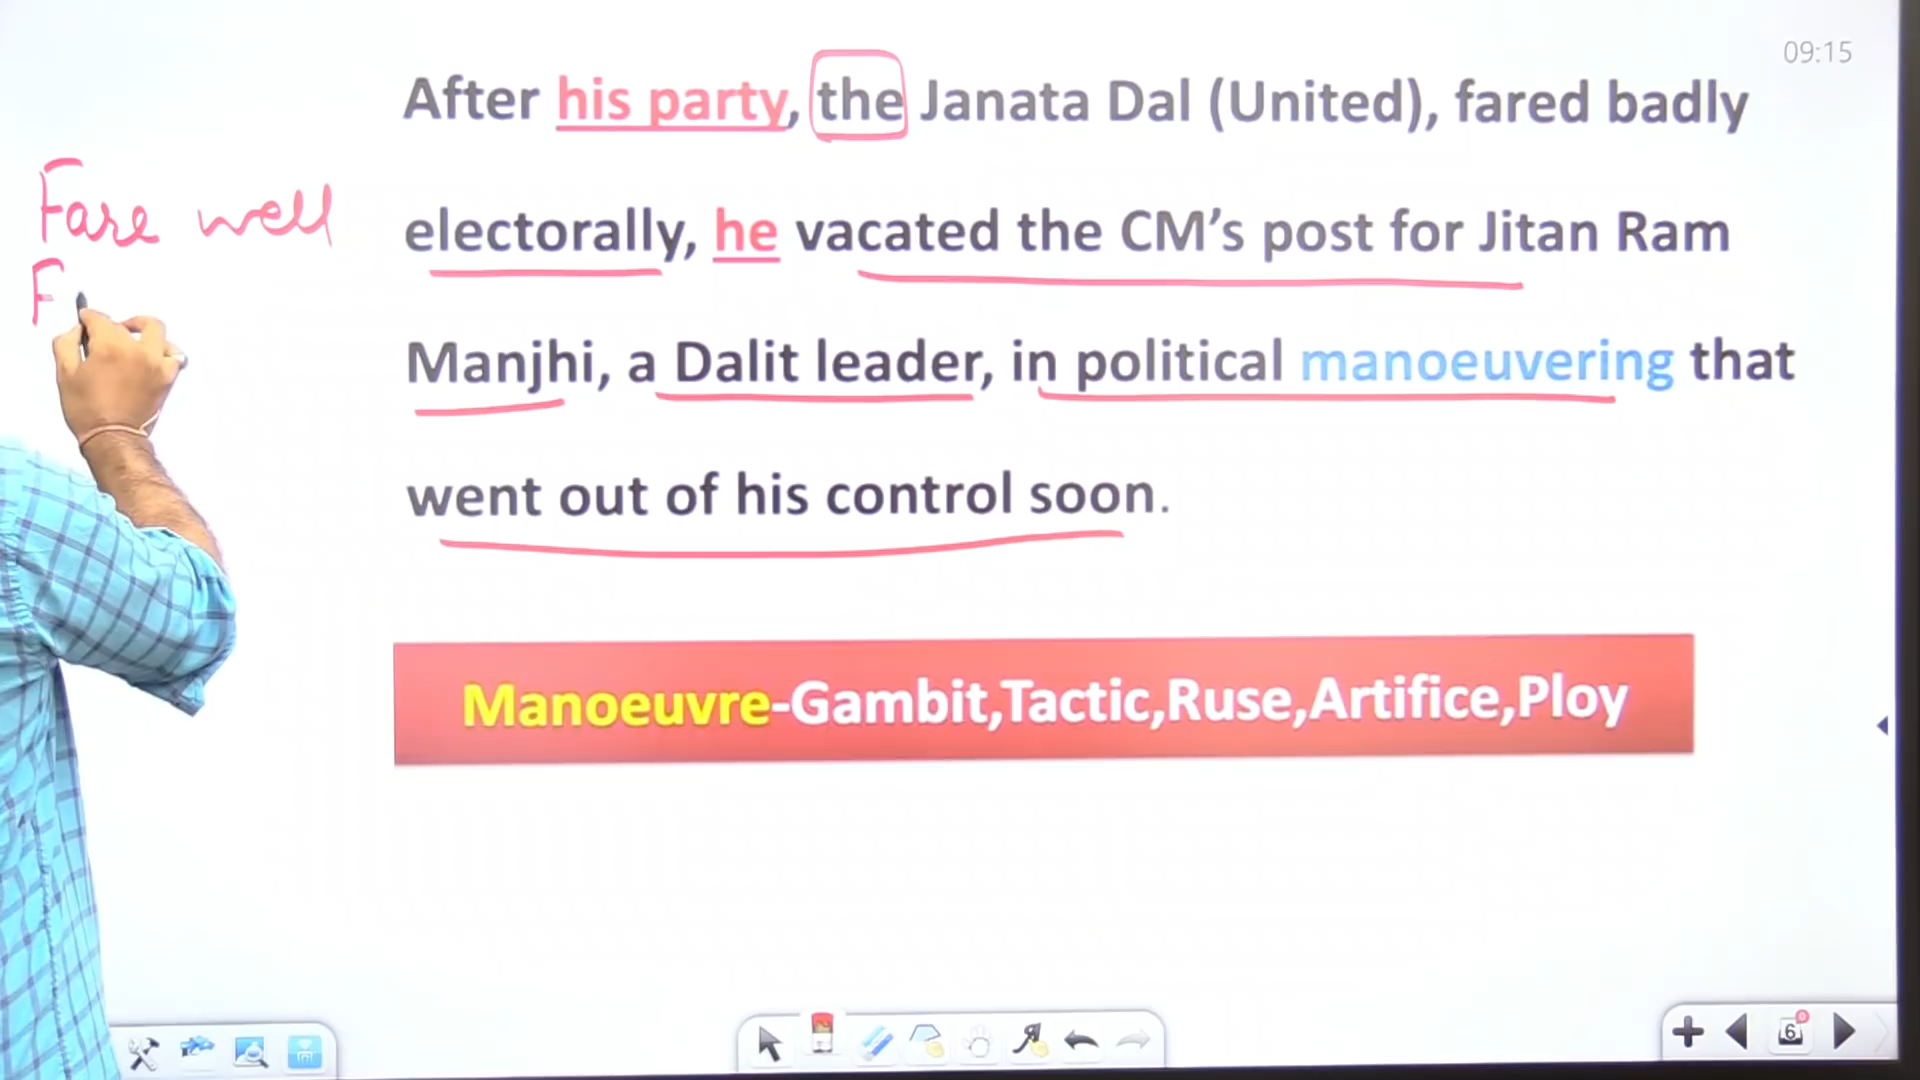 09:15
After his party, the Janata Dal (United), fared badly
Fare well
electorally, he vacated the CM's post for Jitan Ram
F
Manjhi, a Dalit leader, in political manoeuvering that
went out of his control soon.
Manoeuvre-Gambit,Tactic,Ruse,Artifice,Ploy
6
0